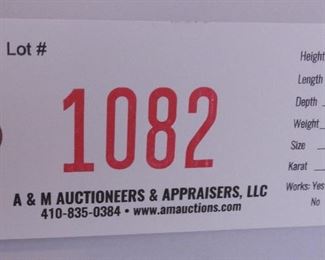 Lot #
1082
A & M AUCTIONEERS & APPRAISERS, LLC
410-835-0384 • www.amauctions.com
Height
Length
Depth
Weight
Size
Karat
Works: Yes
No